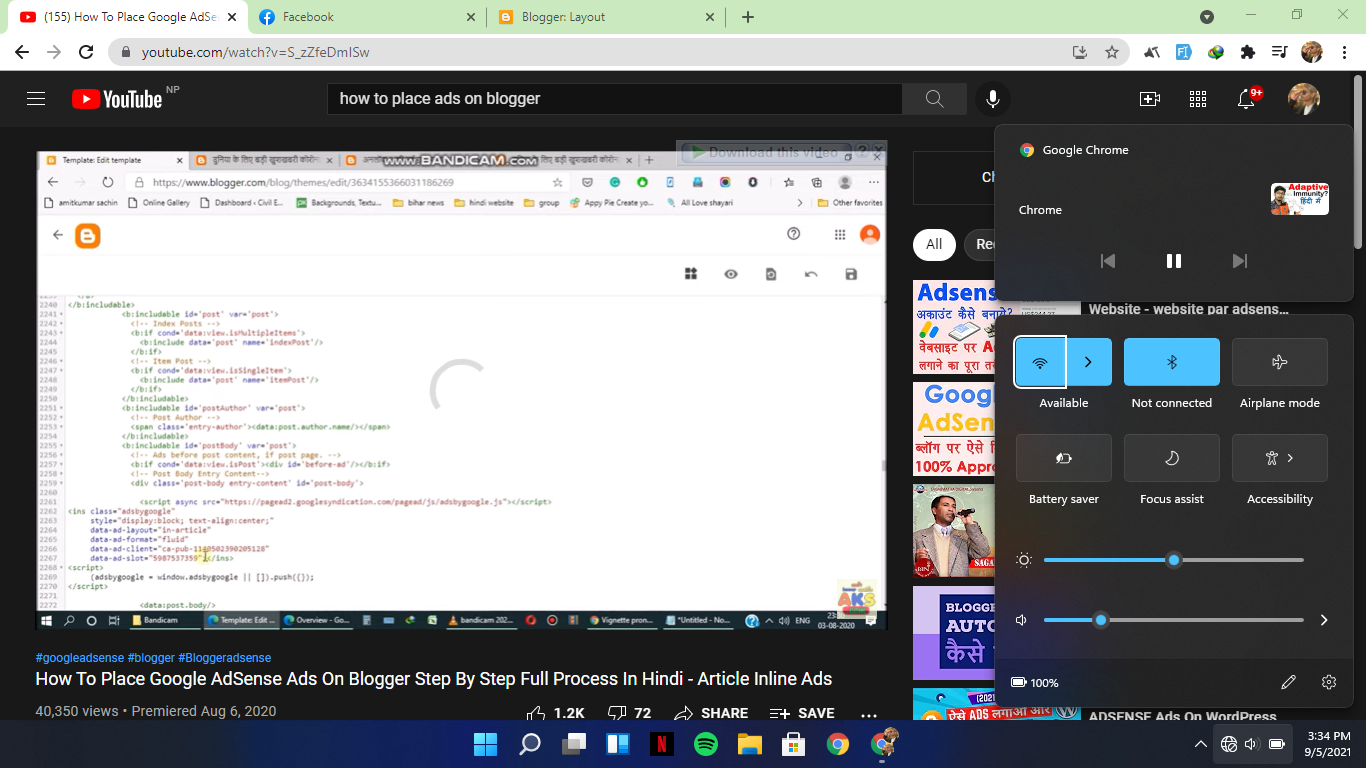 (155) How To Place Google AdSe
Facebook
Blogger: Layout
youtube.com/watch?v=S_zZfeDmISw
YouTube NP
how to place ads on blogger
9+
Template: Edit template
दुनिया के लिए बड़ी खुशखबरी कोरोन
www.BANDICAM.com
Download this video
https://www.blogger.com/blog/themes/edit/3634155366031186269
amitkumar sachin
Online Gallery
Dashboard ‹ Civil E...
Backgrounds, Textu...
bihar news
hindi website
group
Appy Pie Create yo...
All Love shayari
Other favorites
2240 </b:includable>
2241 <b:includable id='post' var='post'>
2242 <!-- Index Posts -->
2243 <b:if cond='data:view.isMultipleItems'>
2244 <b:include data='post' name='indexPost'/>
2245 </b:if>
2246 <!-- Item Post -->
2247 <b:if cond='data:view.isSingleItem'>
2248 <b:include data='post' name='itemPost'/>
2249 </b:if>
2250 </b:includable>
2251 <b:includable id='postAuthor' var='post'>
2252 <!-- Post Author -->
2253 <span class='entry-author'><data:post.author.name/></span>
2254 </b:includable>
2255 <b:includable id='postBody' var='post'>
2256 <!-- Ads before post content, if post page. -->
2257 <b:if cond='data:view.isPost'><div id='before-ad'/></b:if>
2258 <!-- Post Body Entry Content-->
2259 <div class='post-body entry-content' id='post-body'>
2260
2261 <script async src="https://pagead2.googlesyndication.com/pagead/js/adsbygoogle.js"></script>
2262 <ins class="adsbygoogle"
2263 style="display:block; text-align:center;"
2264 data-ad-layout="in-article"
2265 data-ad-format="fluid"
2266 data-ad-client="ca-pub-1180502390205128"
2267 data-ad-slot="5987537359"></ins>
2268 <script>
2269 (adsbygoogle = window.adsbygoogle || []).push({});
2270 </script>
2271
2272 <data:post.body/>
AKS
Bandicam
Template: Edit ...
Overview - Go...
bandicam 202...
Vignette pron...
*Untitled - No...
ENG
03-08-2020
#googleadsense #blogger #Bloggeradsense
How To Place Google AdSense Ads On Blogger Step By Step Full Process In Hindi - Article Inline Ads
40,350 views • Premiered Aug 6, 2020
1.2K
72
SHARE
SAVE
Ch
All
Rec
Adsens
अकाउंट कैसे बनाये?
वेबसाइट पर A
लगाने का पूरा तर
Website - website par adsens...
Goog
AdSen
ब्लॉग पर ऐसे
100% Appro
SAGA
BLOGGE
AUTO
कैसे
(2021
ऐसे ADS लगाओ और
ADSENSE Ads On WordPress
Google Chrome
Chrome
Adaptive
Immunity?
हिंदी में
Available
Not connected
Airplane mode
Battery saver
Focus assist
Accessibility
100%
3:34 PM
9/5/2021